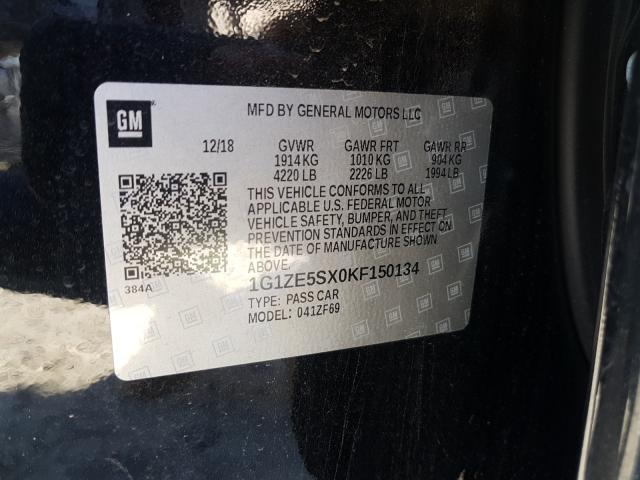 GM
MFD BY GENERAL MOTORS LLC
12/18 GVWR GAWR FRT GAWR RR
1914 KG 1010 KG 904 KG
4220 LB 2226 LB 1994 LB
THIS VEHICLE CONFORMS TO ALL
APPLICABLE U.S. FEDERAL MOTOR
VEHICLE SAFETY, BUMPER, AND THEFT
PREVENTION STANDARDS IN EFFECT ON
THE DATE OF MANUFACTURE SHOWN
ABOVE.
384A
1G1ZE5SX0KF150134
TYPE: PASS CAR
MODEL: 041ZF69